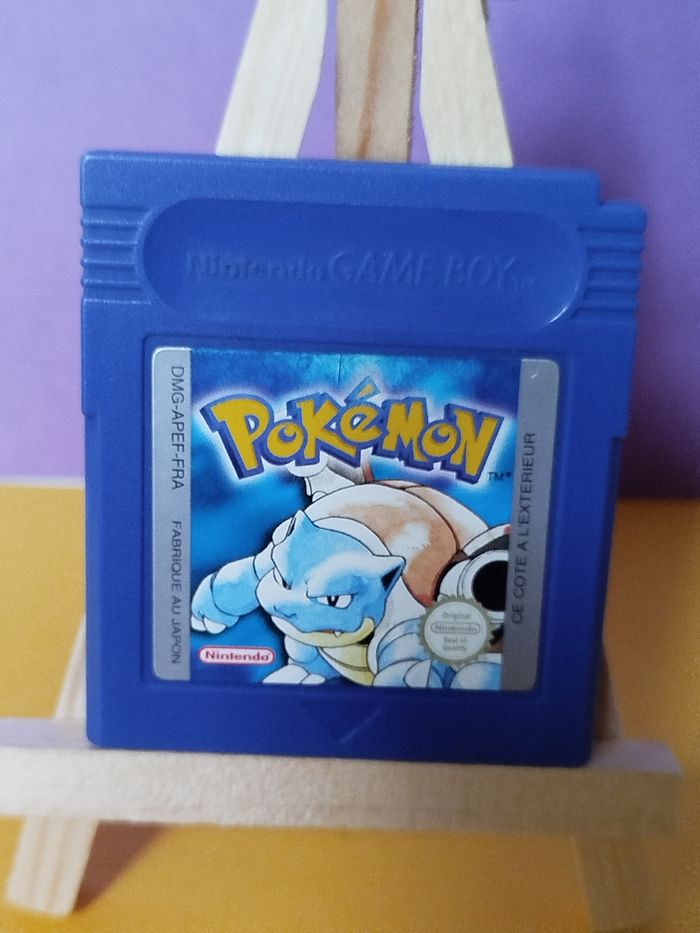 Nintendo GAME BOY TM
DMG-APEF-FRA
FABRIQUE AU JAPON
POKéMON
TM
CE COTE A L'EXTERIEUR
Original
Nintendo
Seal of
Quality
Nintendo